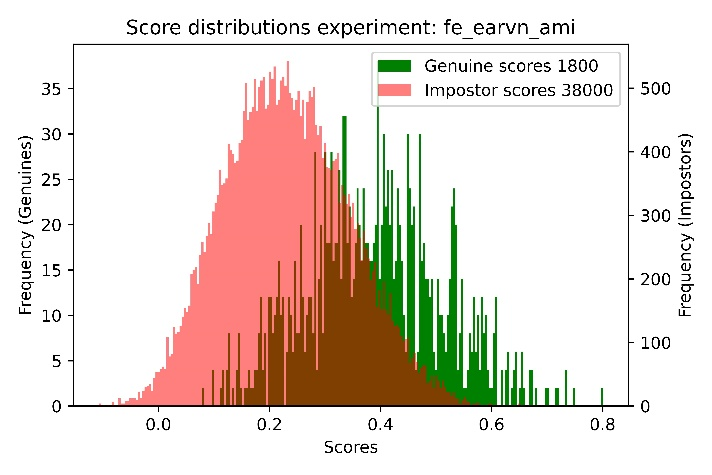 Score distributions experiment: fe_earvn_ami
Genuine scores 1800
Impostor scores 38000
Frequency (Genuines)
35
30
25
20
15
10
5
0
500
400
300
200
100
0
Frequency (Impostors)
0.0 0.2 0.4 0.6 0.8
Scores